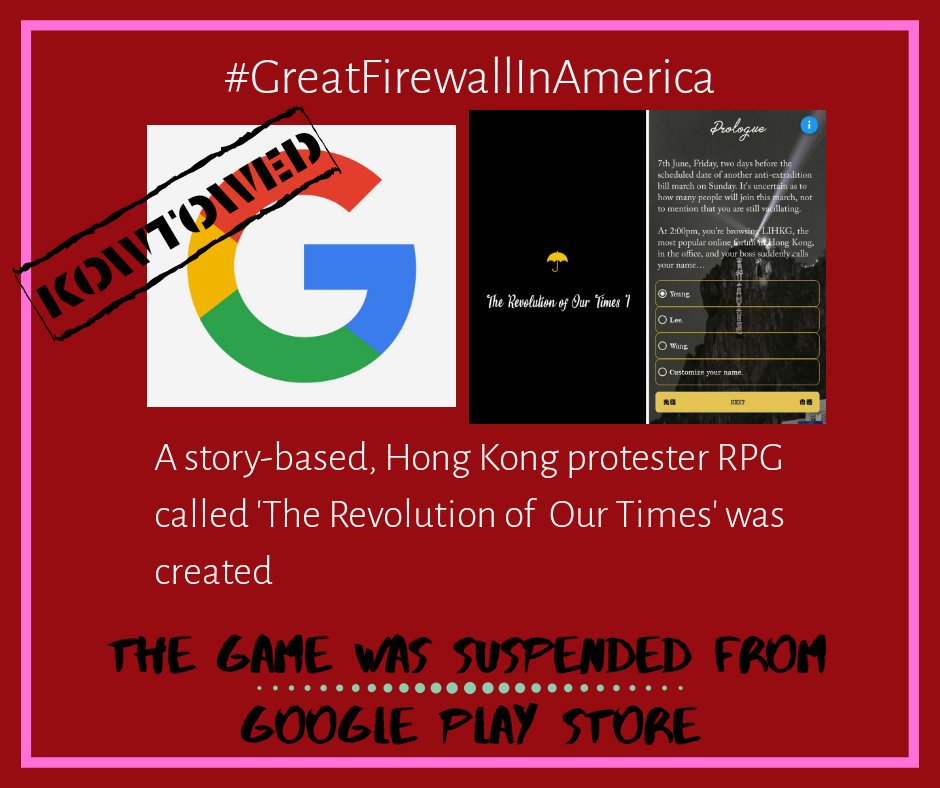 #GreatFirewallInAmerica
KOWTOWED
The Revolution of Our Times 1
Prologue
7th June, Friday, two days before the
scheduled date of another anti-extradition
bill march on Sunday. It's uncertain as to
how many people will join this march, not
to mention that you are still vacillating.
At 2:00pm, you're browsing LIHKG, the
most popular online forum in Hong Kong,
in the office, and your boss suddenly calls
your name...
Yeung.
Lee.
Wong.
Customize your name.
NEXT
A story-based, Hong Kong protester RPG
called 'The Revolution of Our Times' was
created
THE GAME WAS SUSPENDED FROM
GOOGLE PLAY STORE